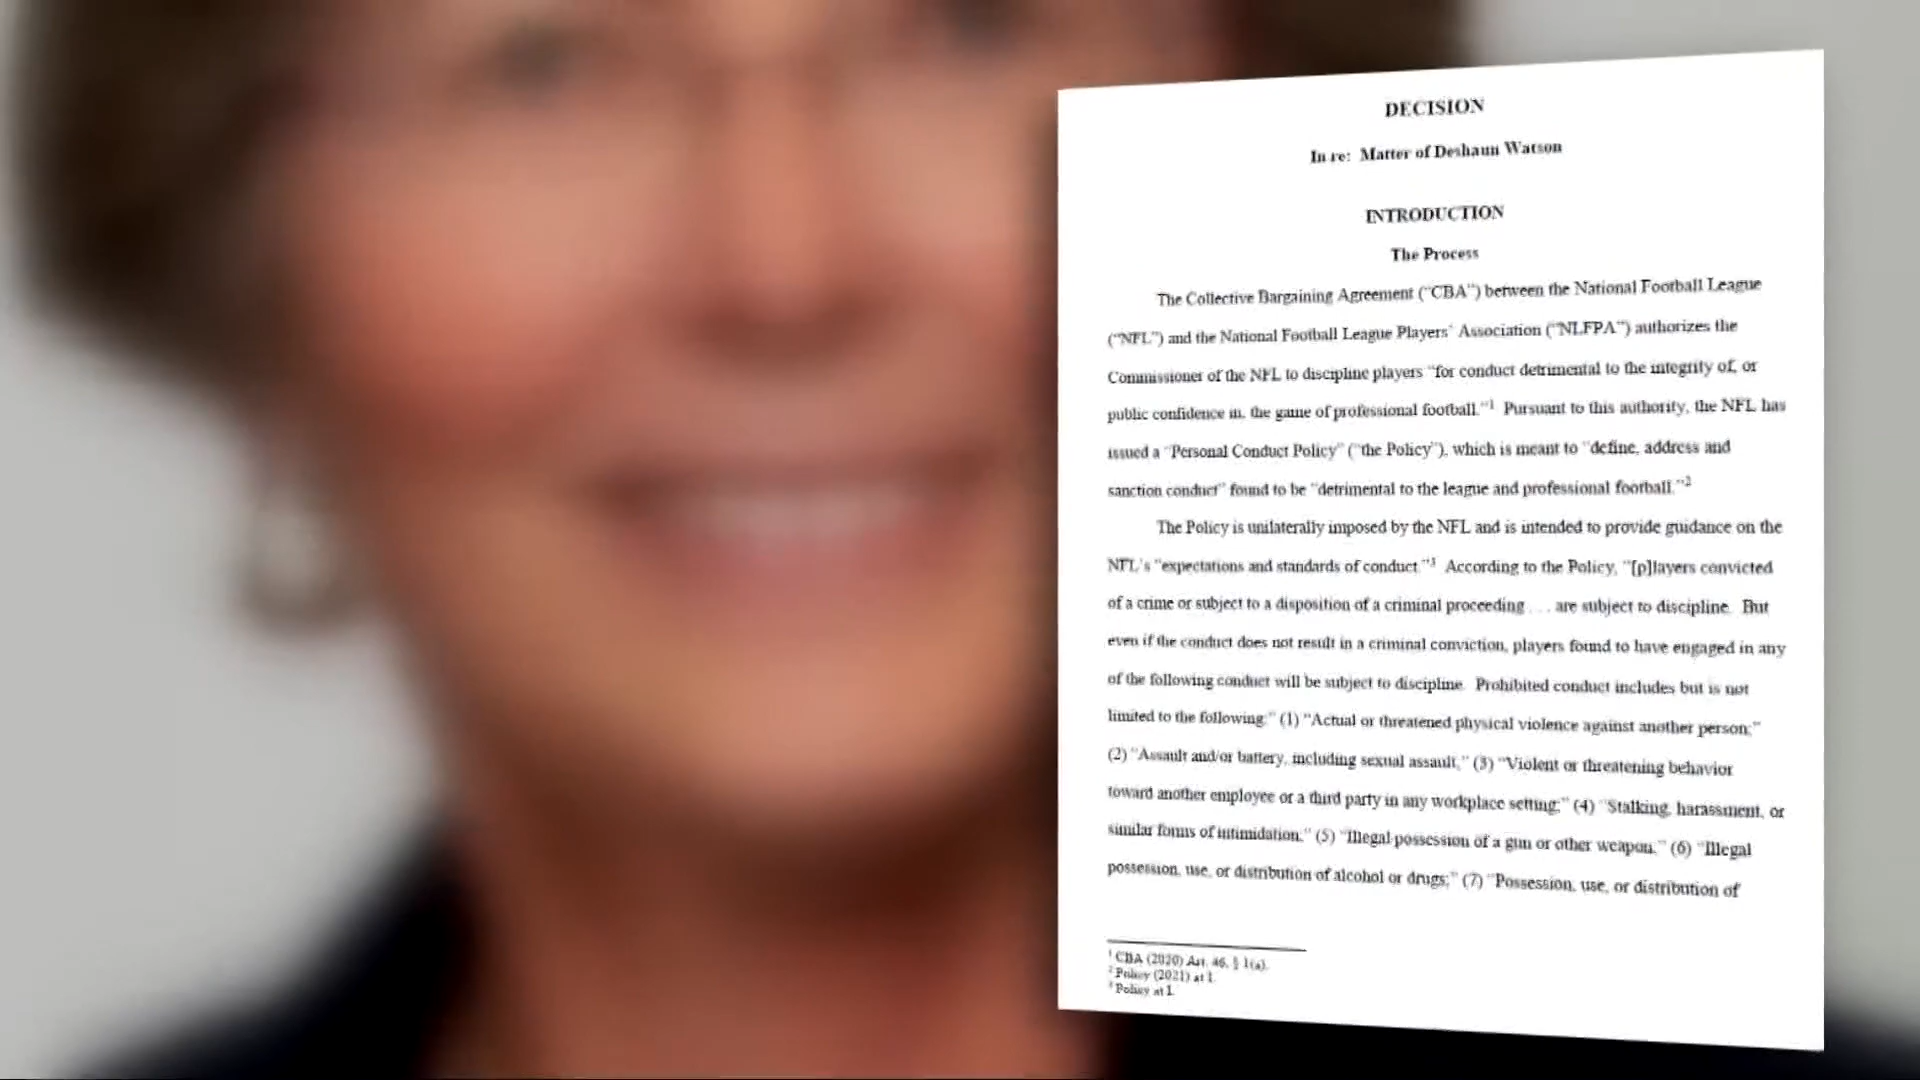 DECISION
In re: Matter of Deshaun Watson
INTRODUCTION
The Process
The Collective Bargaining Agreement ("CBA") between the National Football League
("NFL") and the National Football League Players' Association ("NLFPA") authorizes the
Commissioner of the NFL to discipline players "for conduct detrimental to the integrity of, or
public confidence in, the game of professional football."¹ Pursuant to this authority, the NFL has
issued a "Personal Conduct Policy" ("the Policy"), which is meant to "define, address and
sanction conduct" found to be "detrimental to the league and professional football."²
The Policy is unilaterally imposed by the NFL and is intended to provide guidance on the
NFL's "expectations and standards of conduct."³ According to the Policy, "[p]layers convicted
of a crime or subject to a disposition of a criminal proceeding . . . are subject to discipline. But
even if the conduct does not result in a criminal conviction, players found to have engaged in any
of the following conduct will be subject to discipline. Prohibited conduct includes but is not
limited to the following:" (1) "Actual or threatened physical violence against another person;"
(2) "Assault and/or battery, including sexual assault;" (3) "Violent or threatening behavior
toward another employee or a third party in any workplace setting;" (4) "Stalking, harassment, or
similar forms of intimidation;" (5) "Illegal possession of a gun or other weapon;" (6) "Illegal
possession, use, or distribution of alcohol or drugs;" (7) "Possession, use, or distribution of
¹ CBA (2020) Art. 46, § 1(a).
² Policy (2021) at 1.
³ Policy at 1.